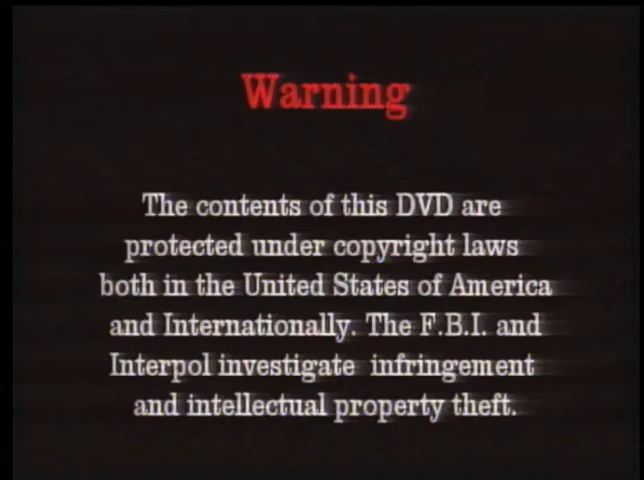 Warning
The contents of this DVD are
protected under copyright laws
both in the United States of America
and Internationally. The F.B.I. and
Interpol investigate infringement
and intellectual property theft.